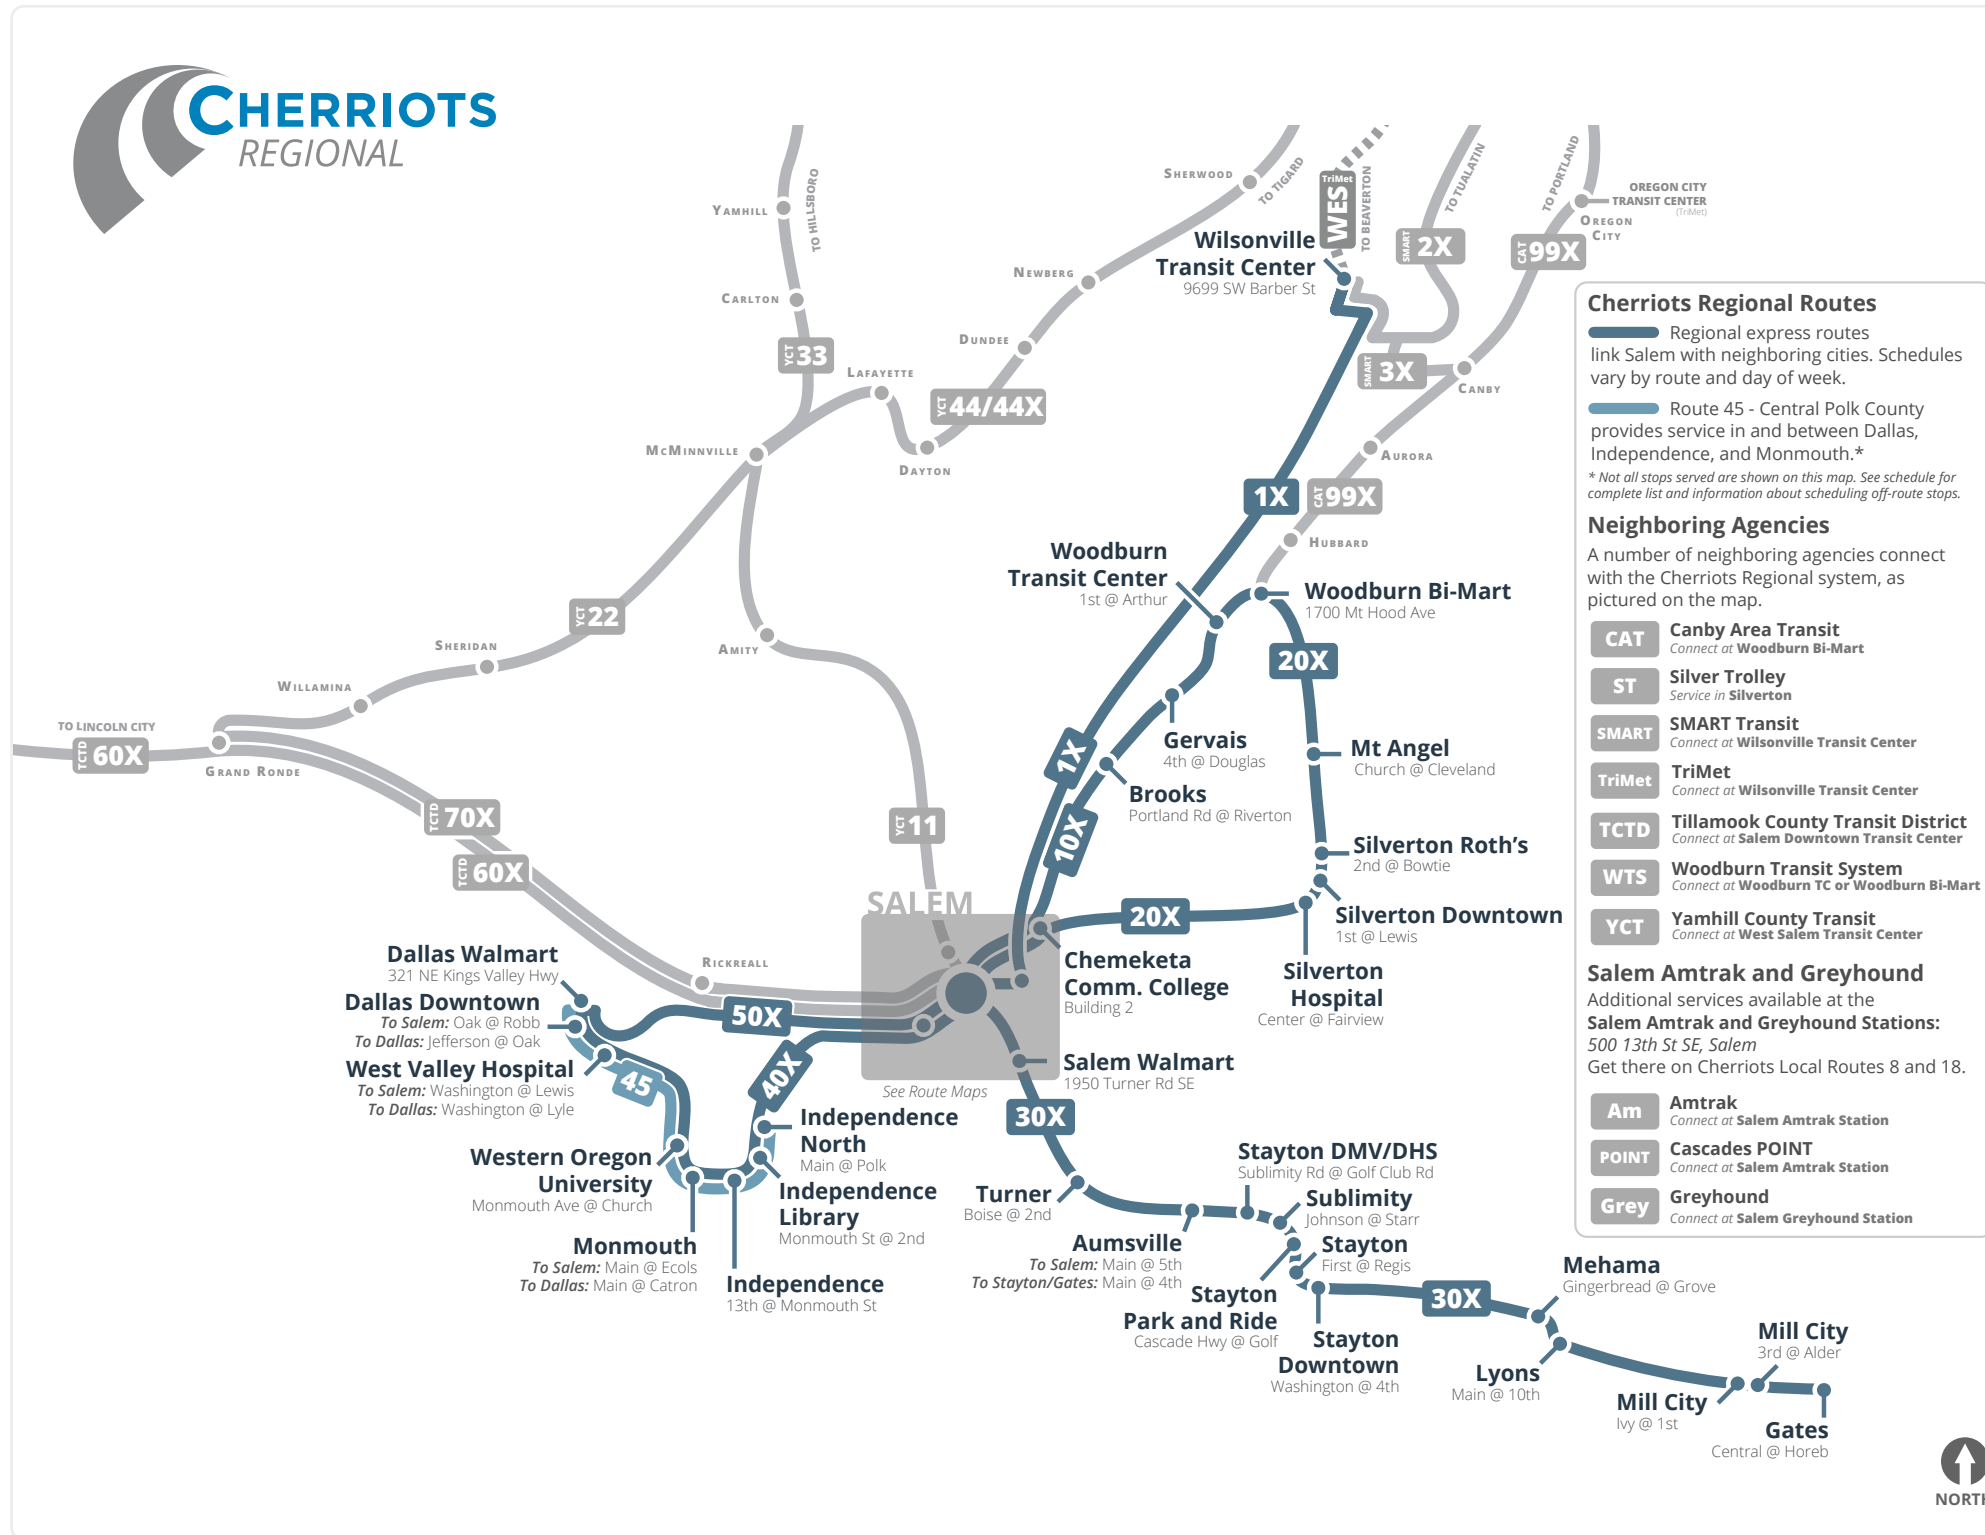 CHERRIOTS
REGIONAL
YAMHILL
TO HILLSBORO
CARLTON
YCT 33
LAFAYETTE
MCMINNVILLE
DAYTON
DUNDEE
YCT 44/44X
NEWBERG
SHERWOOD
TO TIGARD
TriMet
WES
TO BEAVERTON
Wilsonville
Transit Center
9699 SW Barber St
TO TUALATIN
SMART 2X
TO PORTLAND
CAT 99X
OREGON CITY
TRANSIT CENTER
(TriMet)
OREGON
CITY
SMART 3X
CANBY
AURORA
1X
CAT 99X
HUBBARD
Woodburn
Transit Center
1st @ Arthur
Woodburn Bi-Mart
1700 Mt Hood Ave
20X
YCT 22
AMITY
SHERIDAN
WILLAMINA
TO LINCOLN CITY
TCTD 60X
GRAND RONDE
TCTD 70X
TCTD 60X
YCT 11
1X
10X
Gervais
4th @ Douglas
Brooks
Portland Rd @ Riverton
Mt Angel
Church @ Cleveland
Silverton Roth's
2nd @ Bowtie
Silverton Downtown
1st @ Lewis
Silverton
Hospital
Center @ Fairview
20X
SALEM
Chemeketa
Comm. College
Building 2
RICKREALL
Dallas Walmart
321 NE Kings Valley Hwy
Dallas Downtown
To Salem: Oak @ Robb
To Dallas: Jefferson @ Oak
West Valley Hospital
To Salem: Washington @ Lewis
To Dallas: Washington @ Lyle
50X
45
40X
See Route Maps
Salem Walmart
1950 Turner Rd SE
30X
Independence
North
Main @ Polk
Independence
Library
Monmouth St @ 2nd
Western Oregon
University
Monmouth Ave @ Church
Monmouth
To Salem: Main @ Ecols
To Dallas: Main @ Catron
Independence
13th @ Monmouth St
Turner
Boise @ 2nd
Aumsville
To Salem: Main @ 5th
To Stayton/Gates: Main @ 4th
Stayton DMV/DHS
Sublimity Rd @ Golf Club Rd
Sublimity
Johnson @ Starr
Stayton
First @ Regis
Stayton
Park and Ride
Cascade Hwy @ Golf
Stayton
Downtown
Washington @ 4th
30X
Mehama
Gingerbread @ Grove
Lyons
Main @ 10th
Mill City
3rd @ Alder
Mill City
Ivy @ 1st
Gates
Central @ Horeb
Cherriots Regional Routes
Regional express routes
link Salem with neighboring cities. Schedules
vary by route and day of week.
Route 45 - Central Polk County
provides service in and between Dallas,
Independence, and Monmouth.*
* Not all stops served are shown on this map. See schedule for
complete list and information about scheduling off-route stops.
Neighboring Agencies
A number of neighboring agencies connect
with the Cherriots Regional system, as
pictured on the map.
CAT Canby Area Transit
Connect at Woodburn Bi-Mart
ST Silver Trolley
Service in Silverton
SMART SMART Transit
Connect at Wilsonville Transit Center
TriMet TriMet
Connect at Wilsonville Transit Center
TCTD Tillamook County Transit District
Connect at Salem Downtown Transit Center
WTS Woodburn Transit System
Connect at Woodburn TC or Woodburn Bi-Mart
YCT Yamhill County Transit
Connect at West Salem Transit Center
Salem Amtrak and Greyhound
Additional services available at the
Salem Amtrak and Greyhound Stations:
500 13th St SE, Salem
Get there on Cherriots Local Routes 8 and 18.
Am Amtrak
Connect at Salem Amtrak Station
POINT Cascades POINT
Connect at Salem Amtrak Station
Grey Greyhound
Connect at Salem Greyhound Station
NORTH